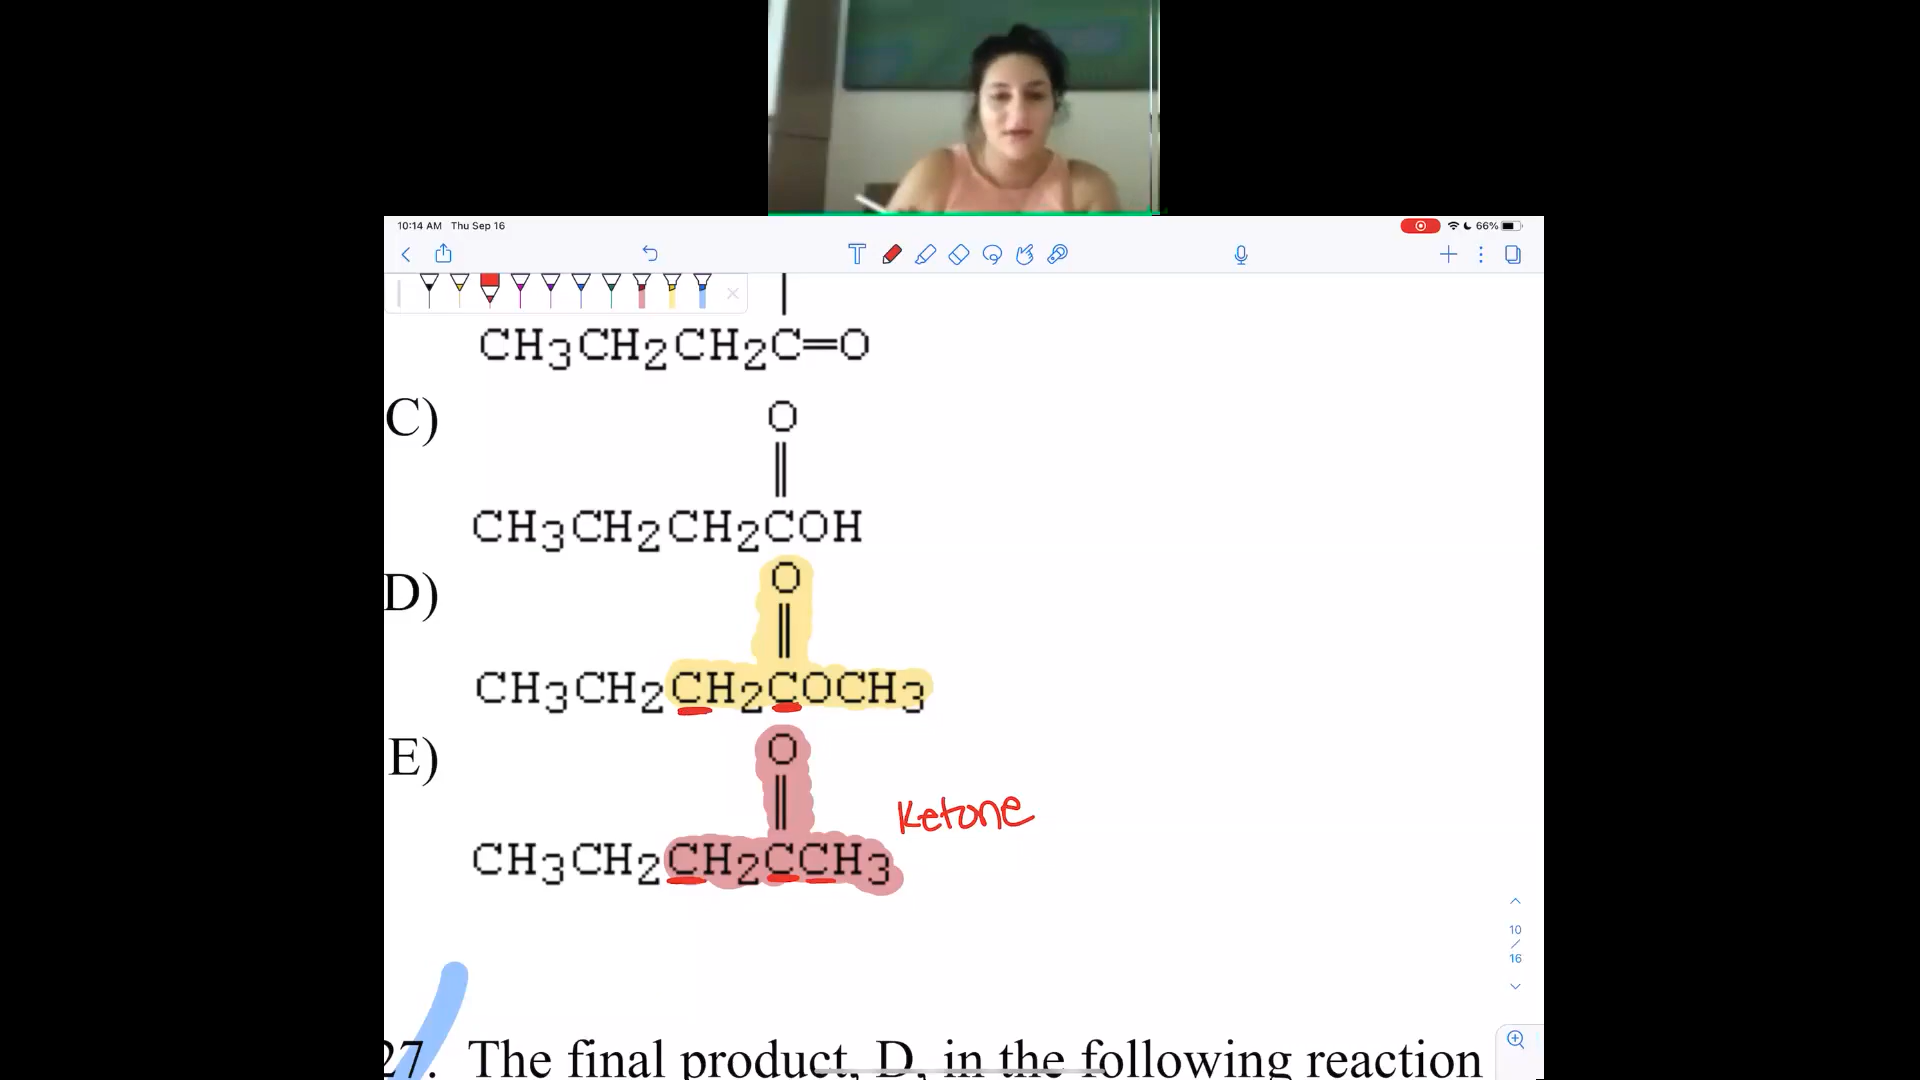 10:14 AM Thu Sep 16
66%
T
CH3CH2CH2C=O
C)
O
CH3CH2CH2COH
D)
O
CH3CH2CH2COCH3
E)
O
Ketone
CH3CH2CH2CCH3
10
/
16
27. The final product, D, in the following reaction